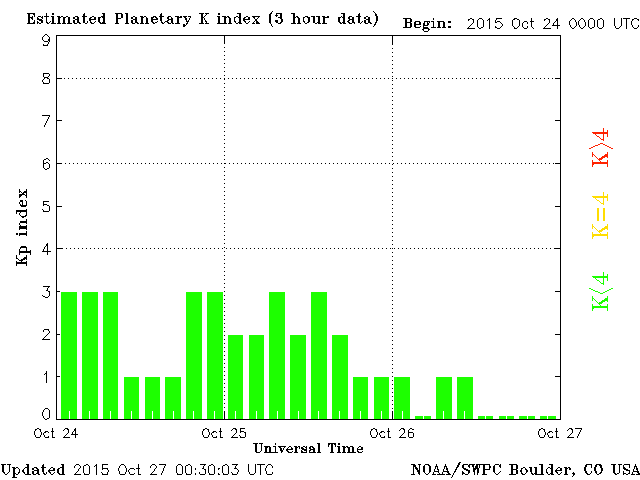 Estimated Planetary K index (3 hour data) Begin: 2015 Oct 24 0000 UTC
9
8
7
6
5
4
3
2
1
0
Kp index
K>4
K=4
K<4
Oct 24 Oct 25 Oct 26 Oct 27
Universal Time
Updated 2015 Oct 27 00:30:03 UTC NOAA/SWPC Boulder, CO USA